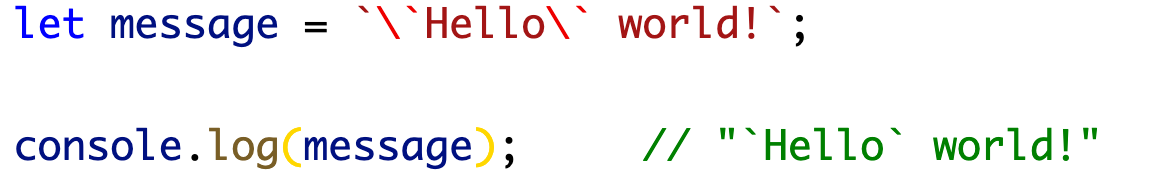 let message = `\`Hello\` world!`;
console.log(message);     // "`Hello` world!"